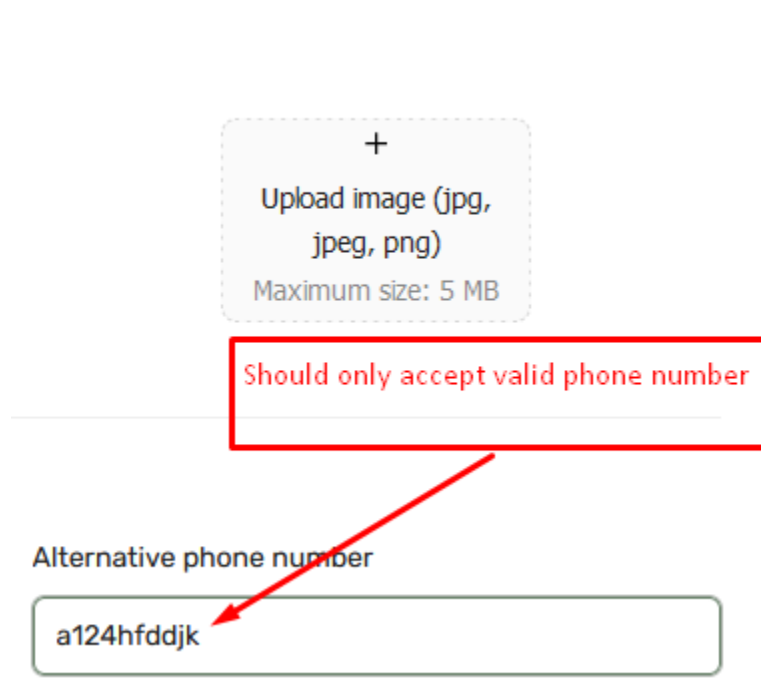 +
Upload image (jpg,
jpeg, png)
Maximum size: 5 MB
Should only accept valid phone number
Alternative phone number
a124hfddjk